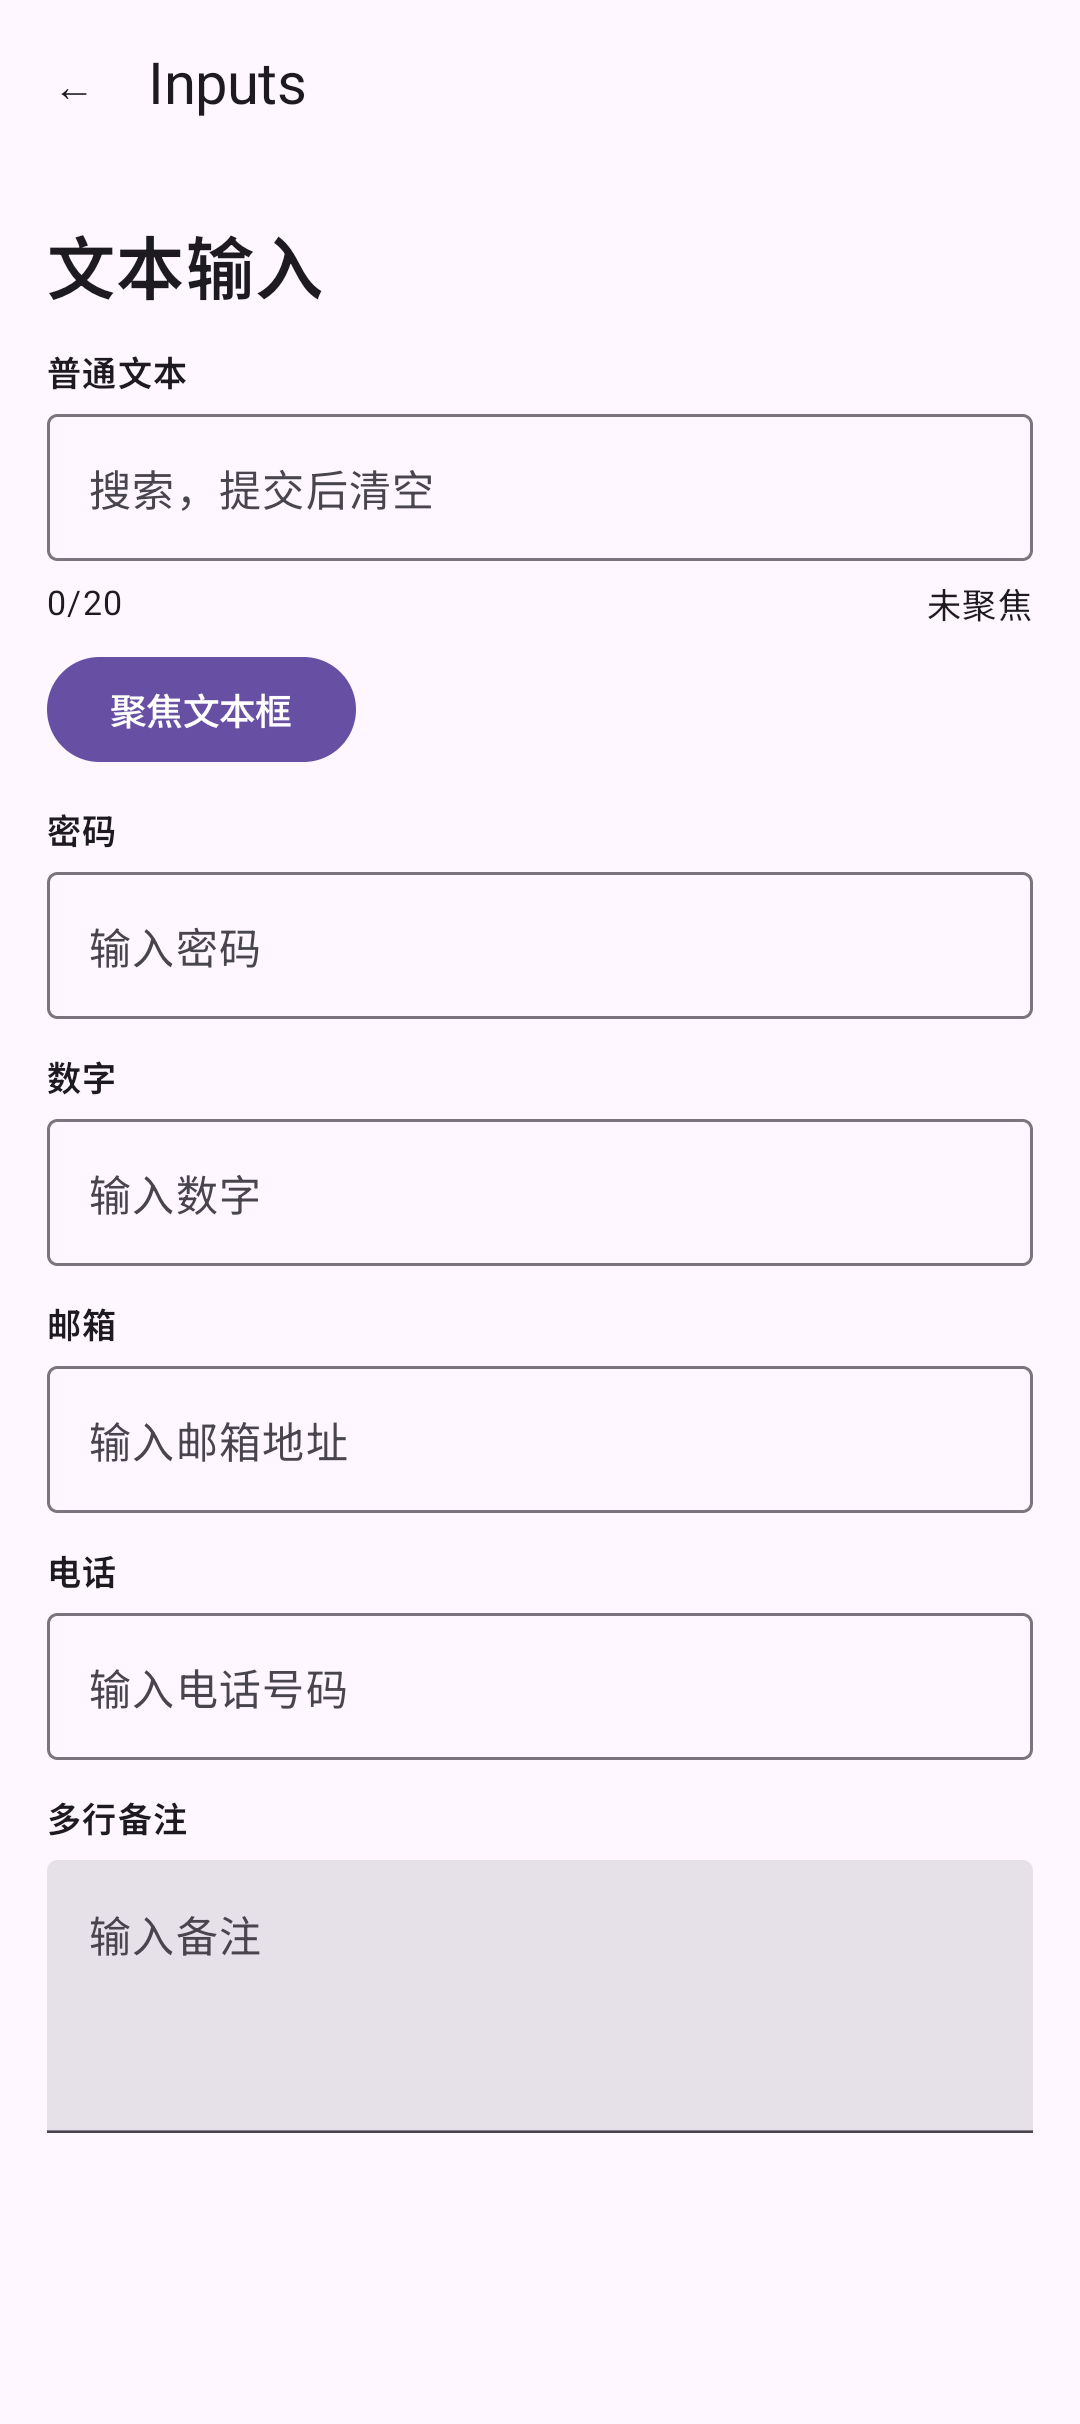 ← Inputs
文本输入
普通文本
搜索，提交后清空
0/20 未聚焦
聚焦文本框
密码
输入密码
数字
输入数字
邮箱
输入邮箱地址
电话
输入电话号码
多行备注
输入备注